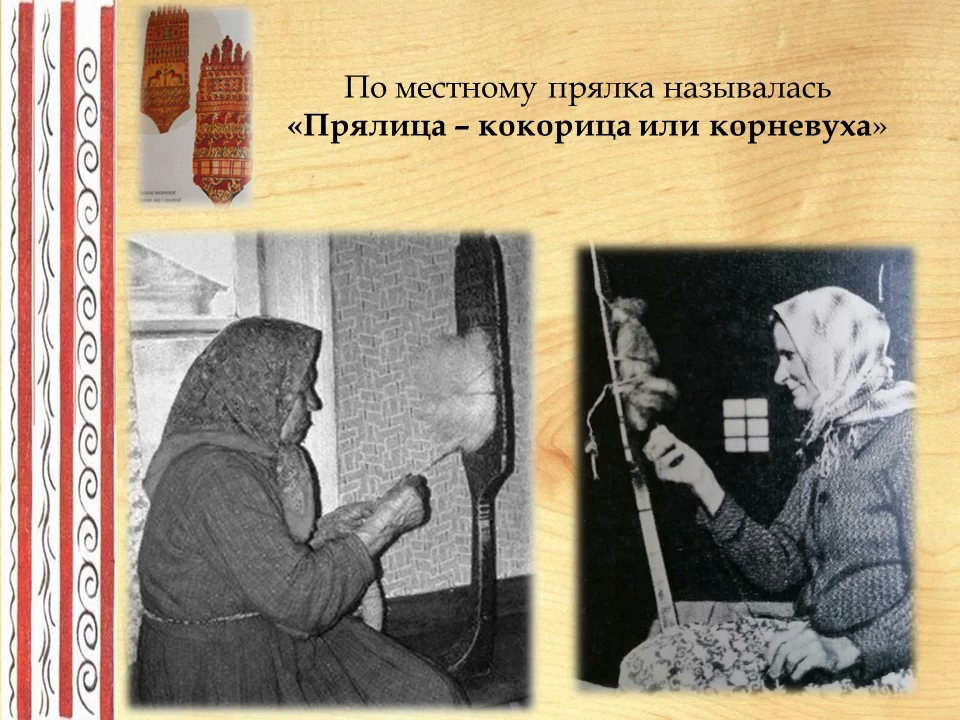 По местному прялка называлась
«Прялица – кокорица или корневуха»